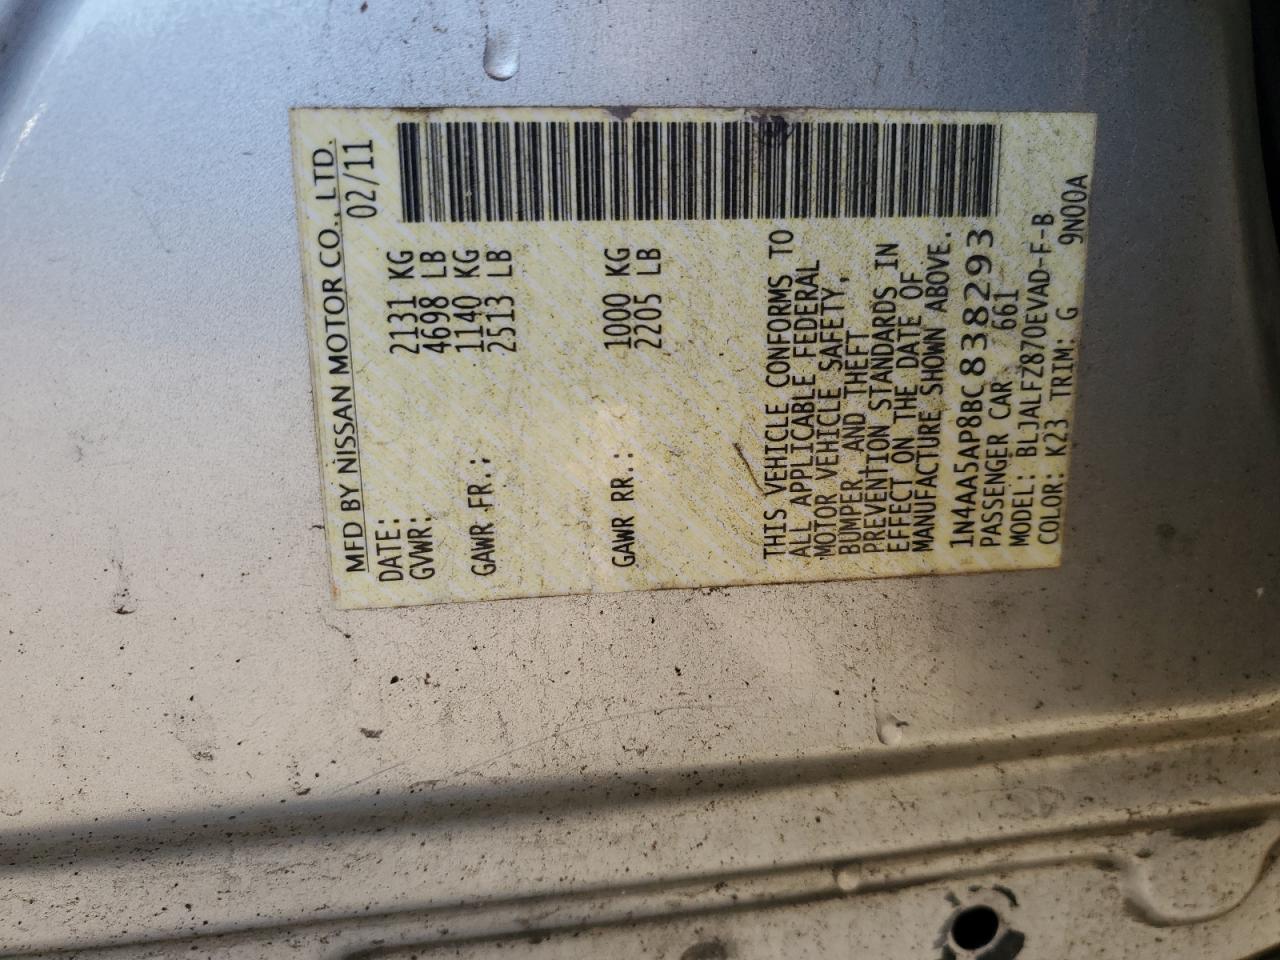 MFD BY NISSAN MOTOR CO., LTD.
DATE: 02/11
GVWR: 2131 KG
4698 LB
GAWR FR.: 1140 KG
2513 LB
GAWR RR.: 1000 KG
2205 LB
THIS VEHICLE CONFORMS TO
ALL APPLICABLE FEDERAL
MOTOR VEHICLE SAFETY,
BUMPER AND THEFT
PREVENTION STANDARDS IN
EFFECT ON THE DATE OF
MANUFACTURE SHOWN ABOVE.
1N4AA5AP8BC838293
PASSENGER CAR 661
MODEL: BLJALFZ870EVAD-F-B
COLOR: K23 TRIM: G 9N00A